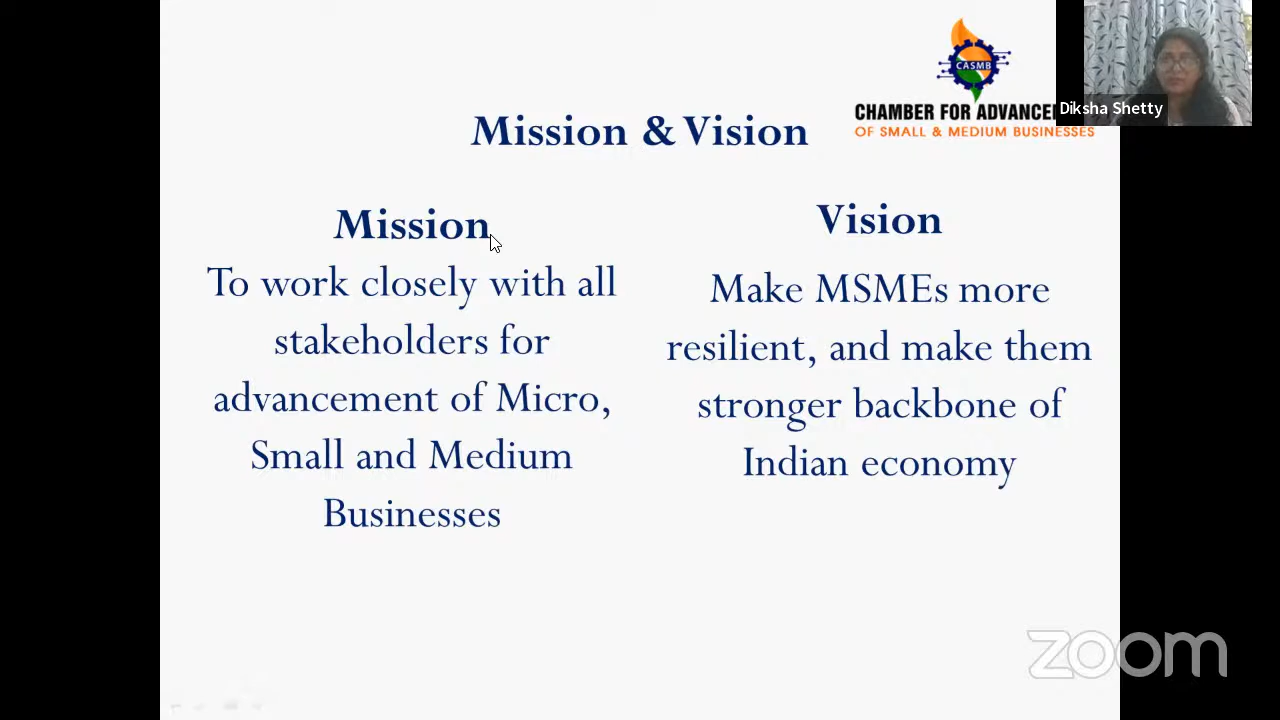 CASMB
CHAMBER FOR ADVANCE
OF SMALL & MEDIUM BUSINESSES
Diksha Shetty
Mission & Vision
Mission
To work closely with all
stakeholders for
advancement of Micro,
Small and Medium
Businesses
Vision
Make MSMEs more
resilient, and make them
stronger backbone of
Indian economy
zoom